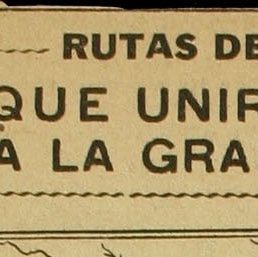 RUTAS DE
QUE UNIR
A LA GRA